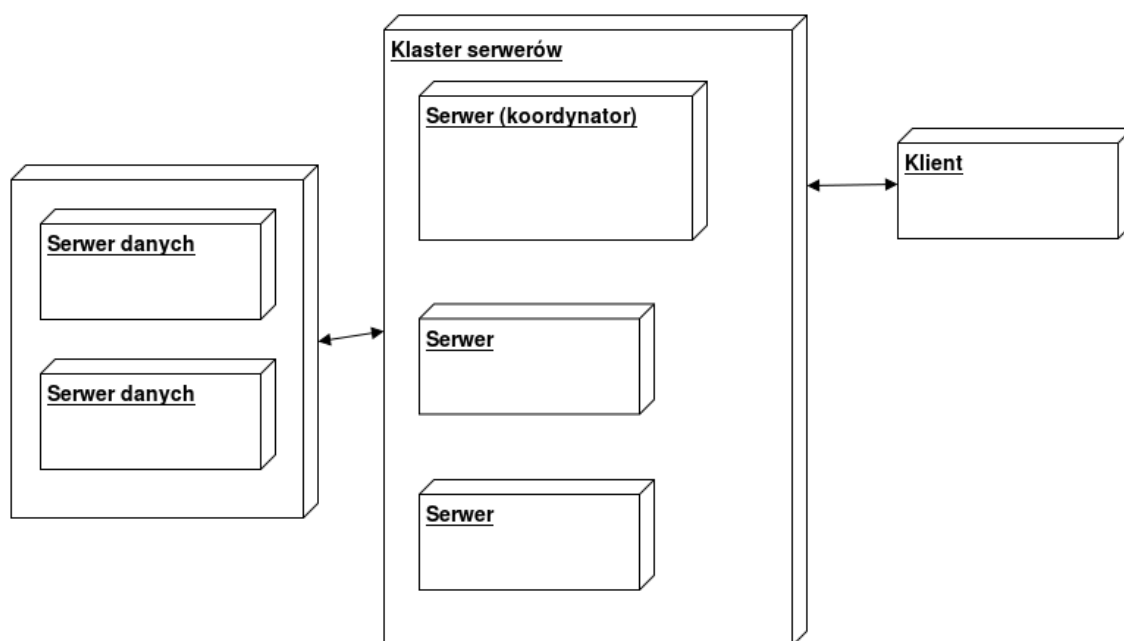 Klaster serwerów
Serwer (koordynator)
Klient
Serwer danych
Serwer danych
Serwer
Serwer